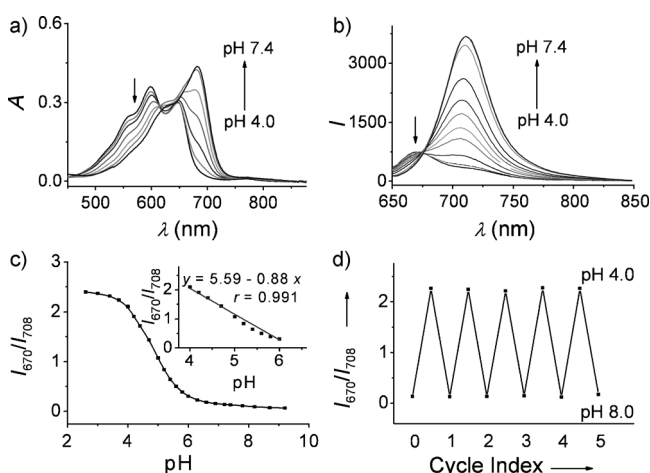 a)
0.6
0.3
0.0
A
pH 7.4
pH 4.0
500 600 700 800
λ (nm)
b)
3000
1500
0
I
pH 7.4
pH 4.0
650 700 750 800 850
λ (nm)
c)
2
1
0
I670/I708
y = 5.59 - 0.88 x
r = 0.991
3
2
1
0
I670/I708
4 5 6
pH
2 4 6 8 10
pH
d)
2
1
0
I670/I708
pH 4.0
pH 8.0
0 1 2 3 4 5
Cycle Index